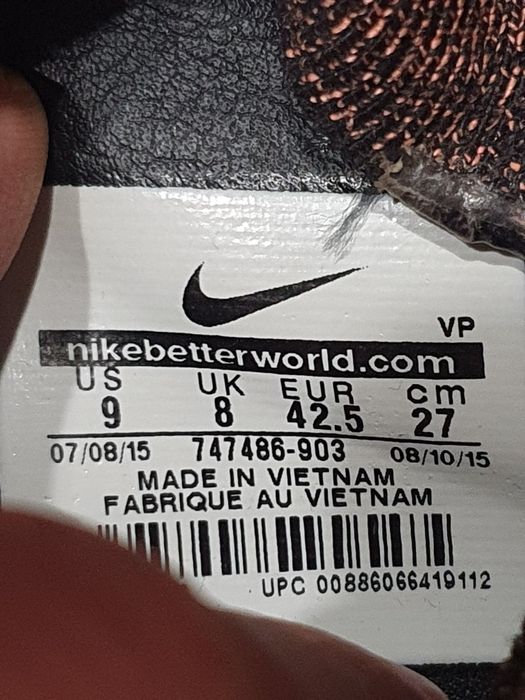 VP
nikebetterworld.com
US UK EUR cm
9 8 42.5 27
07/08/15 747486-903 08/10/15
MADE IN VIETNAM
FABRIQUE AU VIETNAM
UPC 00886066419112